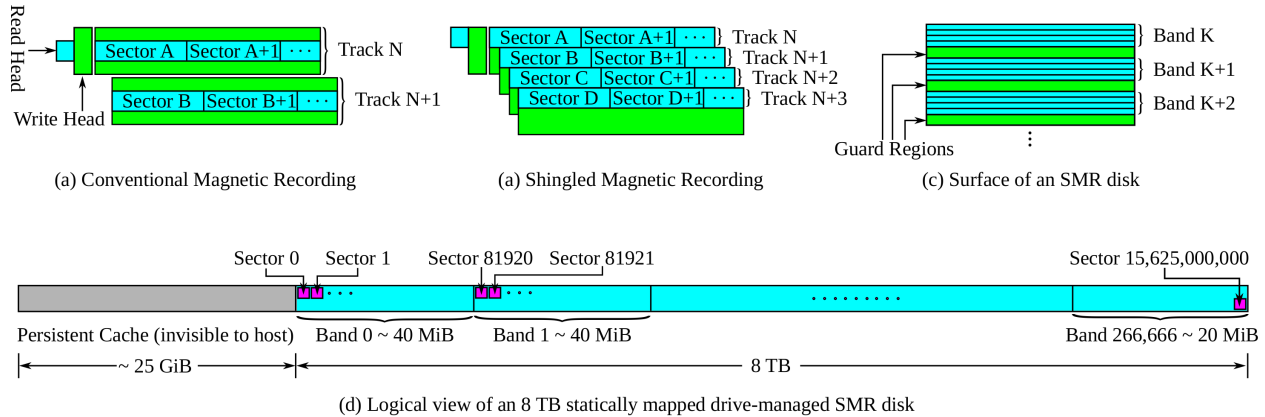 Read Head
Write Head
Sector A Sector A+1 · · ·
Track N
Sector B Sector B+1 · · ·
Track N+1
(a) Conventional Magnetic Recording
Sector A Sector A+1 · · · Track N
Sector B Sector B+1 · · · Track N+1
Sector C Sector C+1 · · · Track N+2
Sector D Sector D+1 · · · Track N+3
(a) Shingled Magnetic Recording
Band K
Band K+1
Band K+2
Guard Regions
(c) Surface of an SMR disk
Sector 0 Sector 1 Sector 81920 Sector 81921 Sector 15,625,000,000
Persistent Cache (invisible to host) Band 0 ~ 40 MiB Band 1 ~ 40 MiB Band 266,666 ~ 20 MiB
~ 25 GiB 8 TB
(d) Logical view of an 8 TB statically mapped drive-managed SMR disk